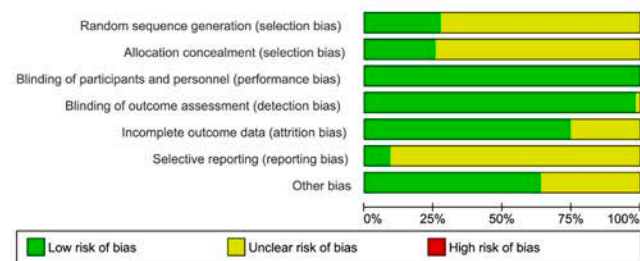 Random sequence generation (selection bias)
Allocation concealment (selection bias)
Blinding of participants and personnel (performance bias)
Blinding of outcome assessment (detection bias)
Incomplete outcome data (attrition bias)
Selective reporting (reporting bias)
Other bias
0% 25% 50% 75% 100%
Low risk of bias Unclear risk of bias High risk of bias